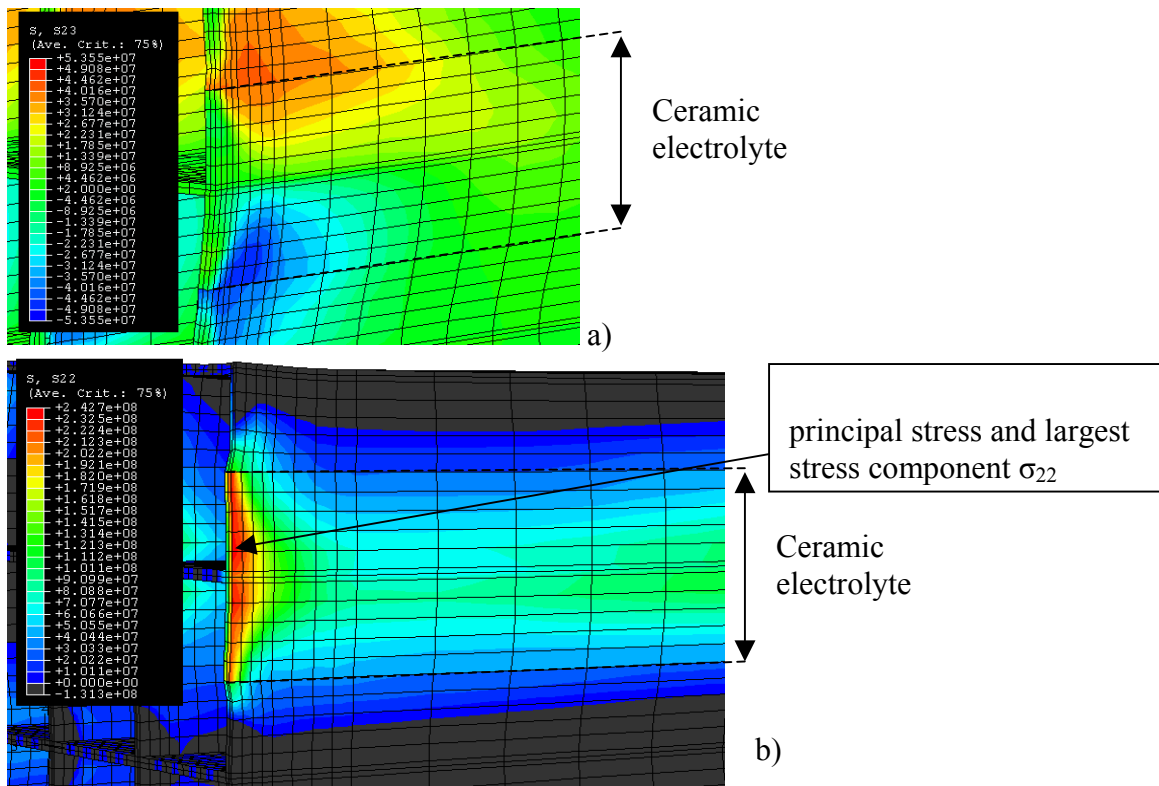 S, S23
(Ave. Crit.: 75%)
+5.355e+07
+4.908e+07
+4.462e+07
+4.016e+07
+3.570e+07
+3.124e+07
+2.677e+07
+2.231e+07
+1.785e+07
+1.339e+07
+8.925e+06
+4.462e+06
+2.000e+00
-4.462e+06
-8.925e+06
-1.339e+07
-1.785e+07
-2.231e+07
-2.677e+07
-3.124e+07
-3.570e+07
-4.016e+07
-4.462e+07
-4.908e+07
-5.355e+07
Ceramic
electrolyte
a)
S, S22
(Ave. Crit.: 75%)
+2.427e+08
+2.325e+08
+2.224e+08
+2.123e+08
+2.022e+08
+1.921e+08
+1.820e+08
+1.719e+08
+1.618e+08
+1.517e+08
+1.415e+08
+1.314e+08
+1.213e+08
+1.112e+08
+1.011e+08
+9.099e+07
+8.088e+07
+7.077e+07
+6.066e+07
+5.055e+07
+4.044e+07
+3.033e+07
+2.022e+07
+1.011e+07
+0.000e+00
-1.313e+08
principal stress and largest
stress component σ22
Ceramic
electrolyte
b)